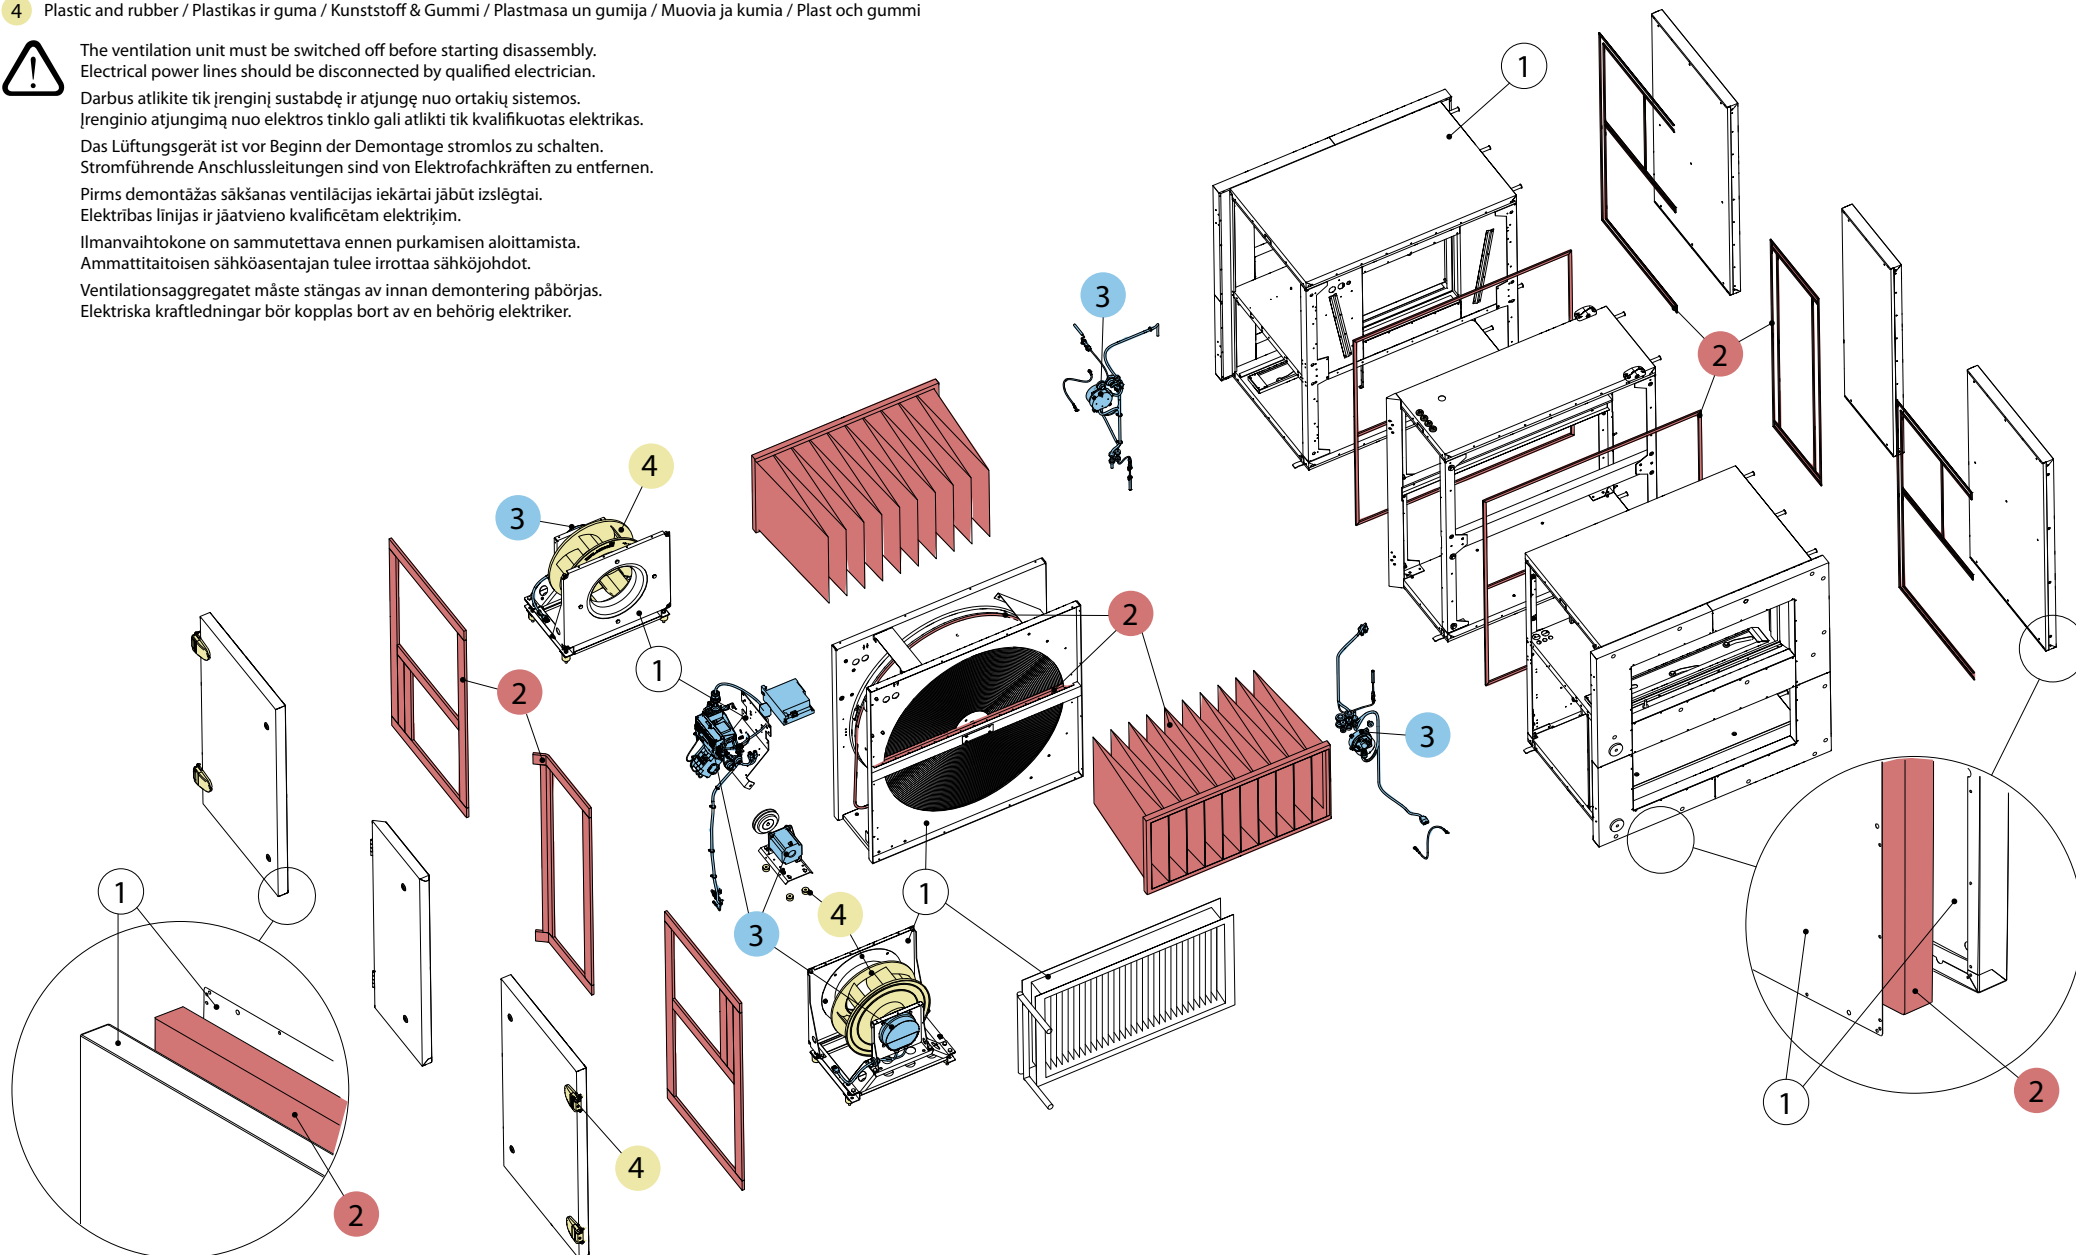 4 Plastic and rubber / Plastikas ir guma / Kunststoff & Gummi / Plastmasa un gumija / Muovia ja kumia / Plast och gummi
The ventilation unit must be switched off before starting disassembly.
Electrical power lines should be disconnected by qualified electrician.
Darbus atlikite tik įrenginį sustabdę ir atjungę nuo ortakių sistemos.
Įrenginio atjungimą nuo elektros tinklo gali atlikti tik kvalifikuotas elektrikas.
Das Lüftungsgerät ist vor Beginn der Demontage stromlos zu schalten.
Stromführende Anschlussleitungen sind von Elektrofachkräften zu entfernen.
Pirms demontāžas sākšanas ventilācijas iekārtai jābūt izslēgtai.
Elektrības līnijas ir jāatvieno kvalificētam elektriķim.
Ilmanvaihtokone on sammutettava ennen purkamisen aloittamista.
Ammattitaitoisen sähköasentajan tulee irrottaa sähköjohdot.
Ventilationsaggregatet måste stängas av innan demontering påbörjas.
Elektriska kraftledningar bör kopplas bort av en behörig elektriker.
1
3
2
4
3
2
1
2
3
1
1
4
3
1
2
4
2